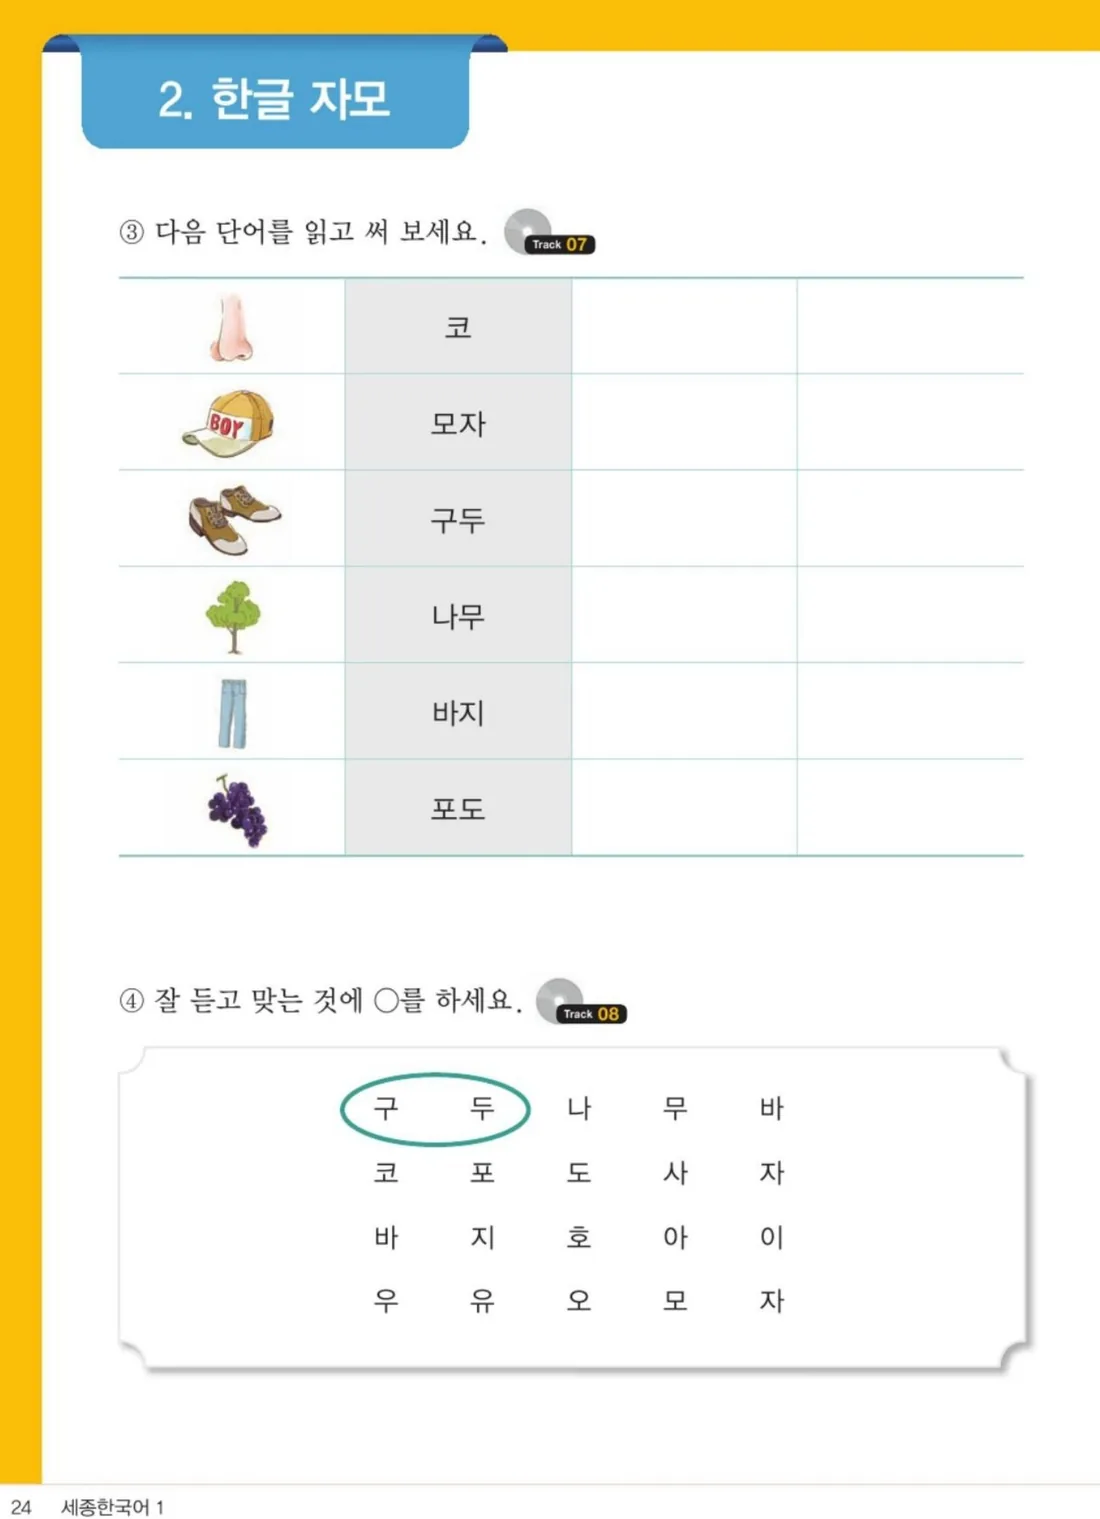 2. 한글 자모
③ 다음 단어를 읽고 써 보세요. Track 07
코
BOY
모자
구두
나무
바지
포도
④ 잘 듣고 맞는 것에 ○를 하세요. Track 08
구 두 나 무 바
코 포 도 사 자
바 지 호 아 이
우 유 오 모 자
24 세종한국어 1